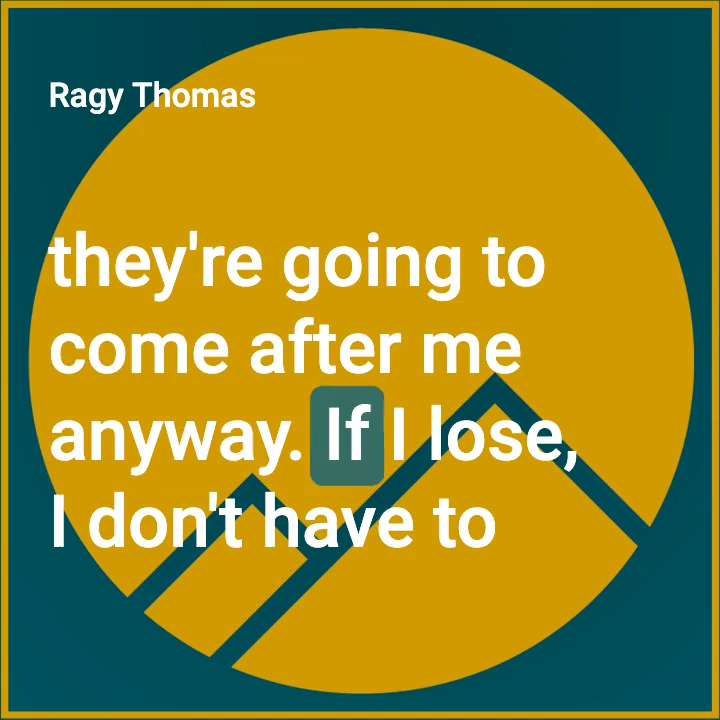 Ragy Thomas
they're going to
come after me
anyway. If I lose,
I don't have to